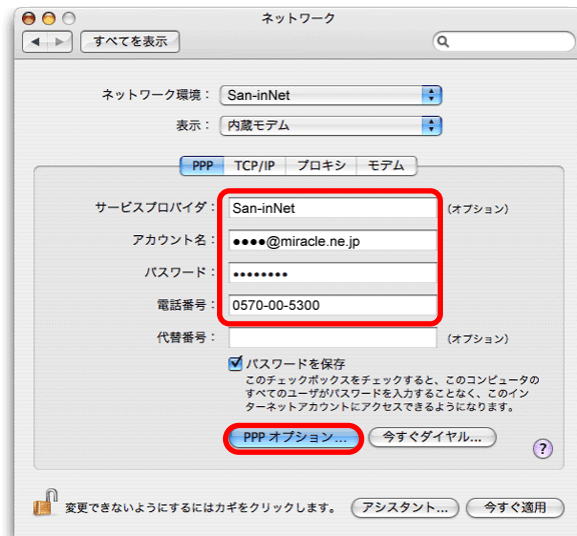 ネットワーク
すべてを表示
ネットワーク環境： San-inNet
表示： 内蔵モデム
PPP TCP/IP プロキシ モデム
サービスプロバイダ： San-inNet (オプション)
アカウント名： ●●●●@miracle.ne.jp
パスワード： ••••••••
電話番号： 0570-00-5300
代替番号： (オプション)
パスワードを保存
このチェックボックスをチェックすると、このコンピュータの
すべてのユーザがパスワードを入力することなく、このイン
ターネットアカウントにアクセスできるようになります。
PPP オプション... 今すぐダイヤル...
?
変更できないようにするにはカギをクリックします。 アシスタント... 今すぐ適用